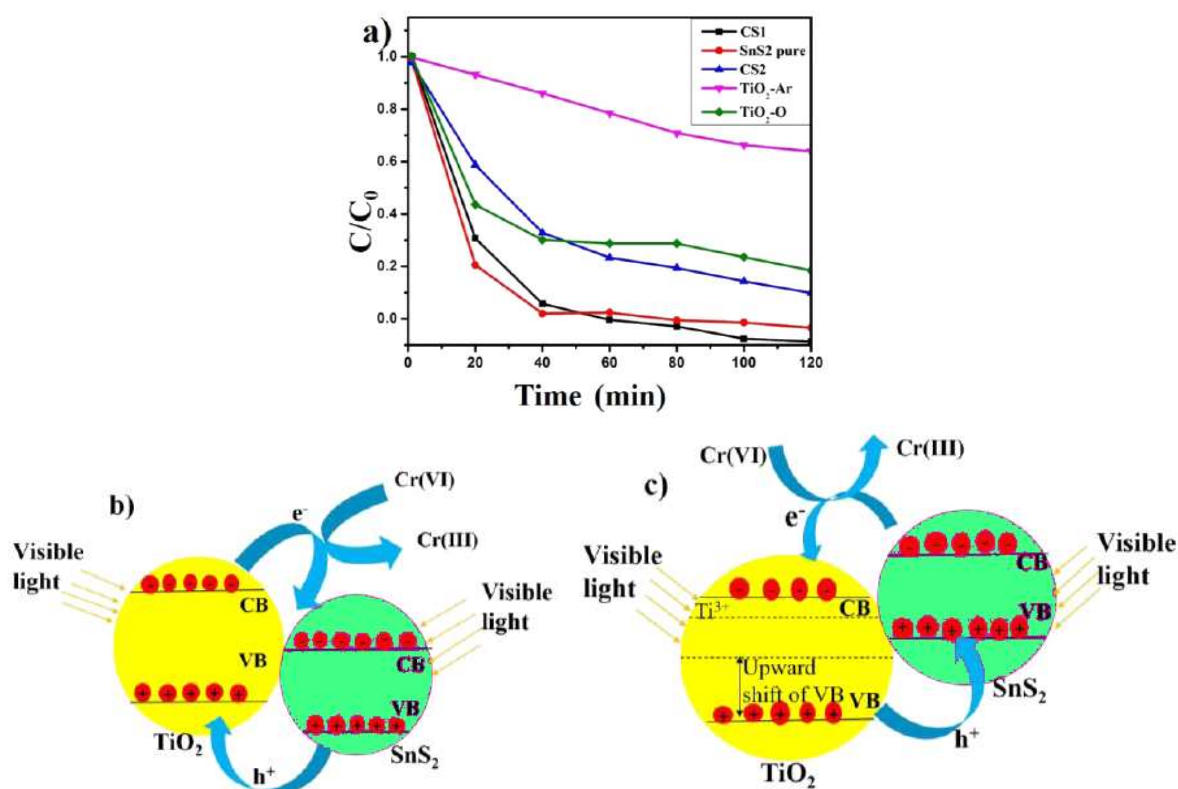 a)
CS1
SnS2 pure
CS2
TiO₂-Ar
TiO₂-O
1.0
0.8
0.6
0.4
0.2
0.0
C/C₀
0 20 40 60 80 100 120
Time (min)
b)
Visible
light
e⁻
Cr(VI)
Cr(III)
CB
VB
TiO₂
Visible
light
CB
VB
SnS₂
h⁺
c)
Cr(VI)
Cr(III)
e⁻
Visible
light
Ti³⁺
CB
Upward
shift of VB
VB
TiO₂
CB
VB
SnS₂
Visible
light
h⁺